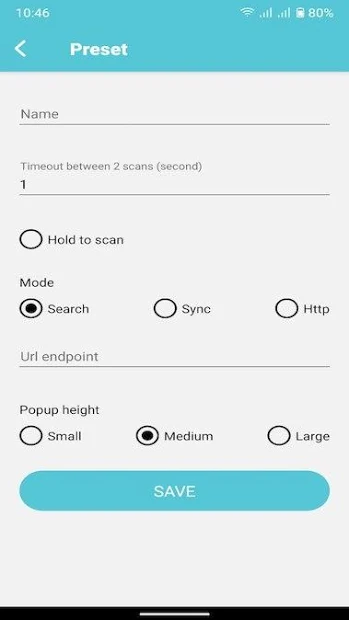 10:46 80%
Preset
Name
Timeout between 2 scans (second)
1
Hold to scan
Mode
Search Sync Http
Url endpoint
Popup height
Small Medium Large
SAVE